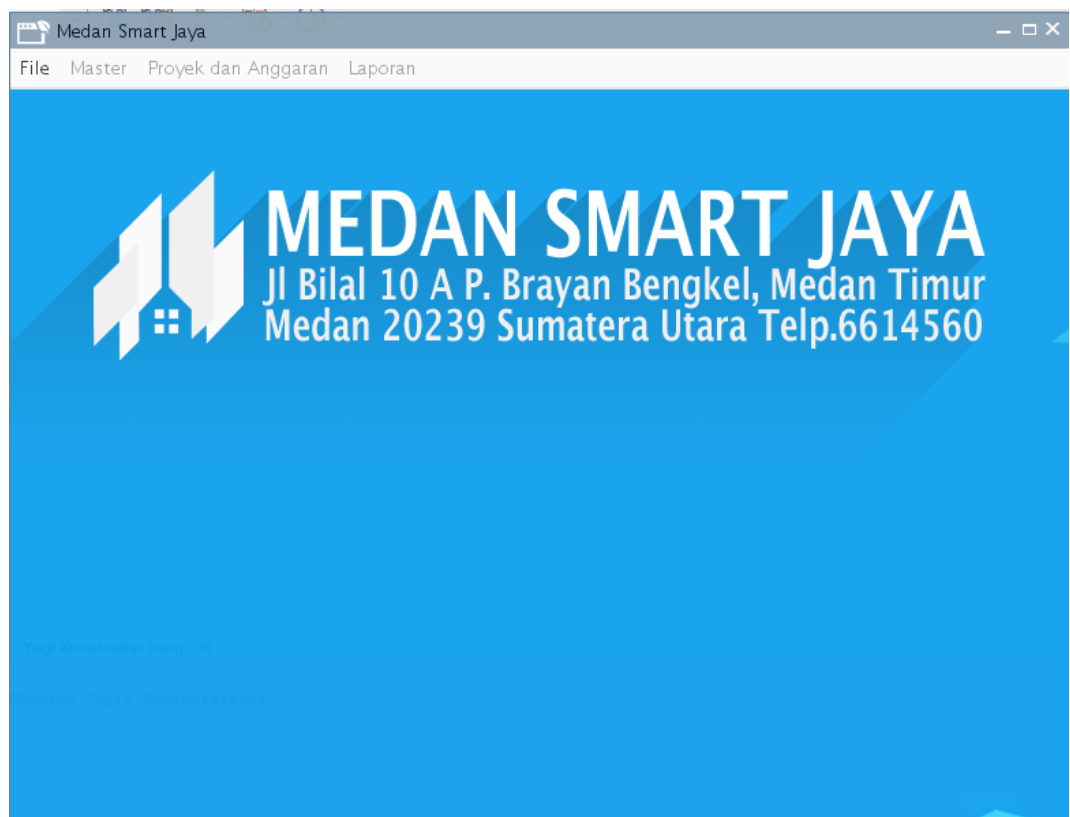 Medan Smart Jaya
File Master Proyek dan Anggaran Laporan
MEDAN SMART JAYA
Jl Bilal 10 A P. Brayan Bengkel, Medan Timur
Medan 20239 Sumatera Utara Telp.6614560
Yogi Konstruksi (run)
Showing Login Administrator